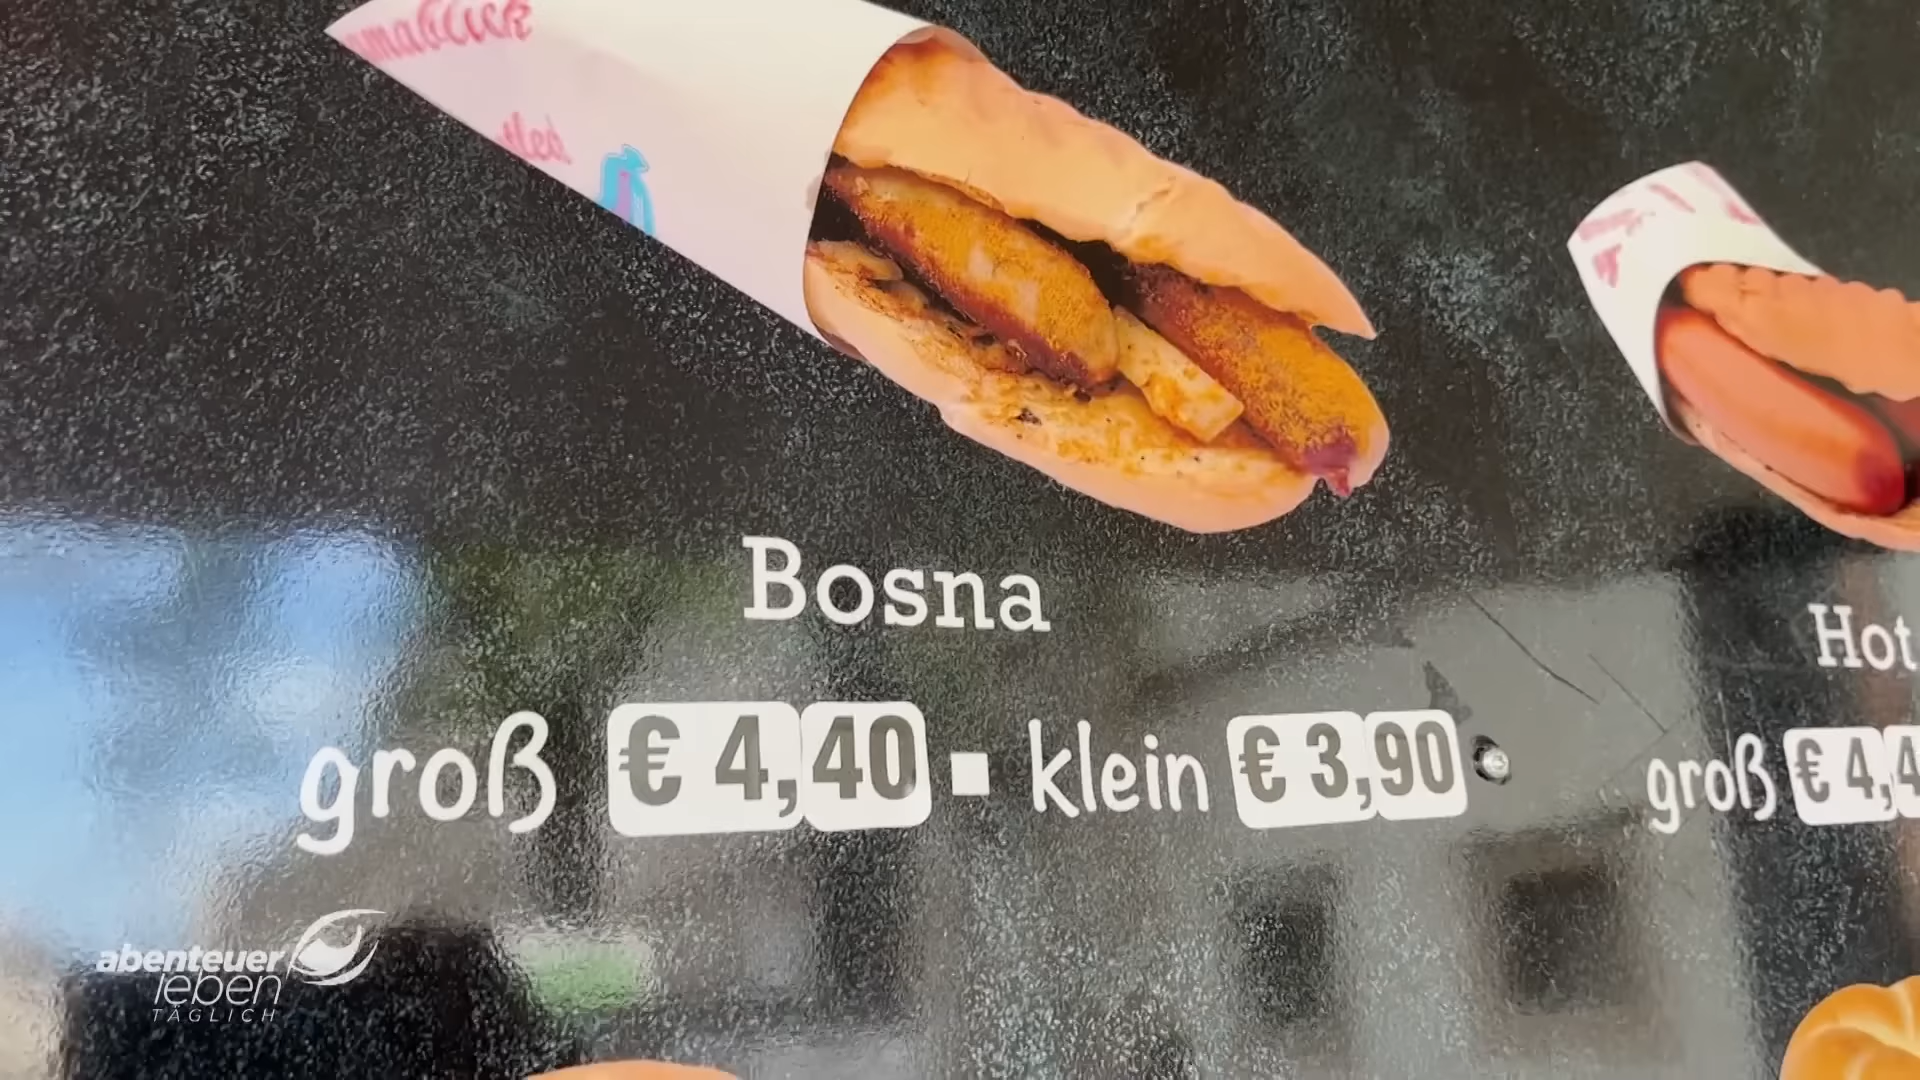 Bosna
groß € 4,40 ▪ klein € 3,90
Hot
groß € 4,4
abenteuer
leben
TÄGLICH